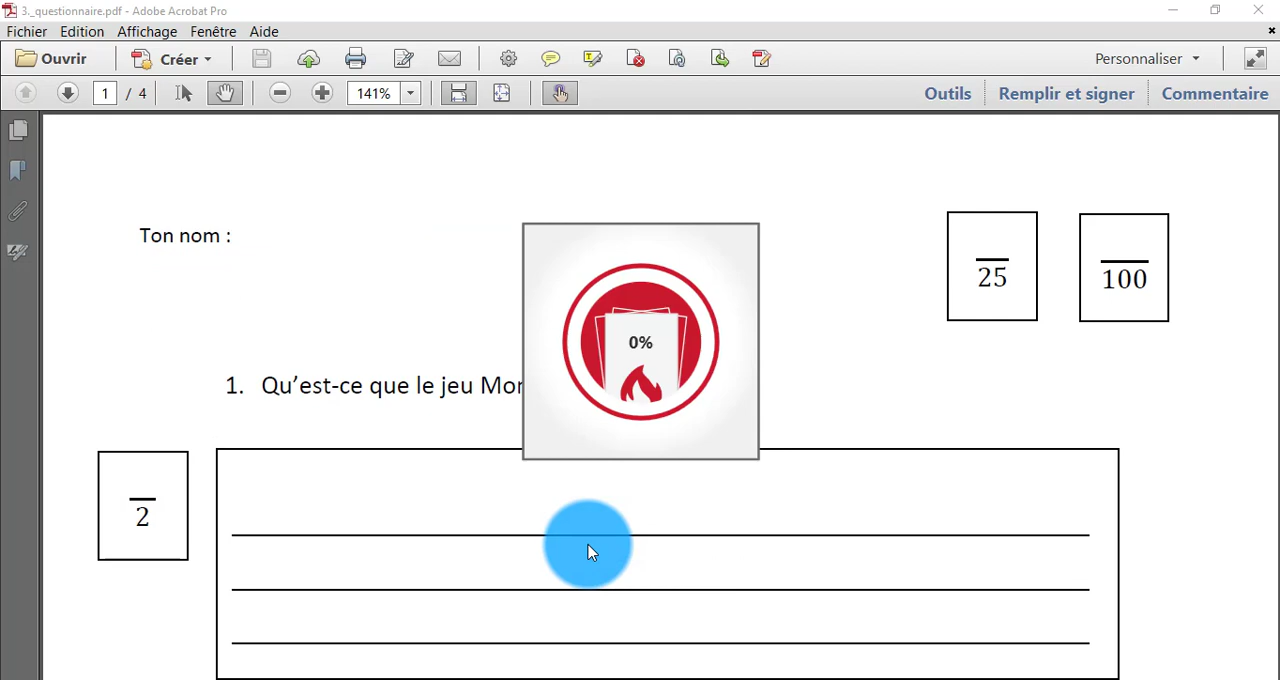 3._questionnaire.pdf - Adobe Acrobat Pro
Fichier Edition Affichage Fenêtre Aide
Ouvrir Créer Personnaliser
1 / 4 141% Outils Remplir et signer Commentaire
Ton nom :
25 100
0%
1. Qu’est-ce que le jeu
2